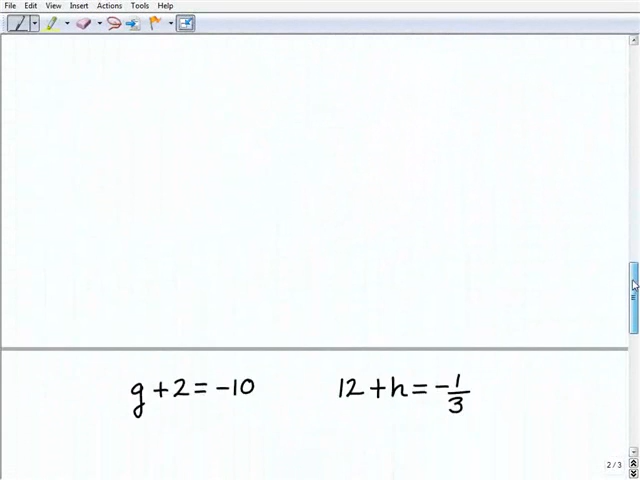 File Edit View Insert Actions Tools Help
g + 2 = -10 12 + h = -1/3
2 / 3